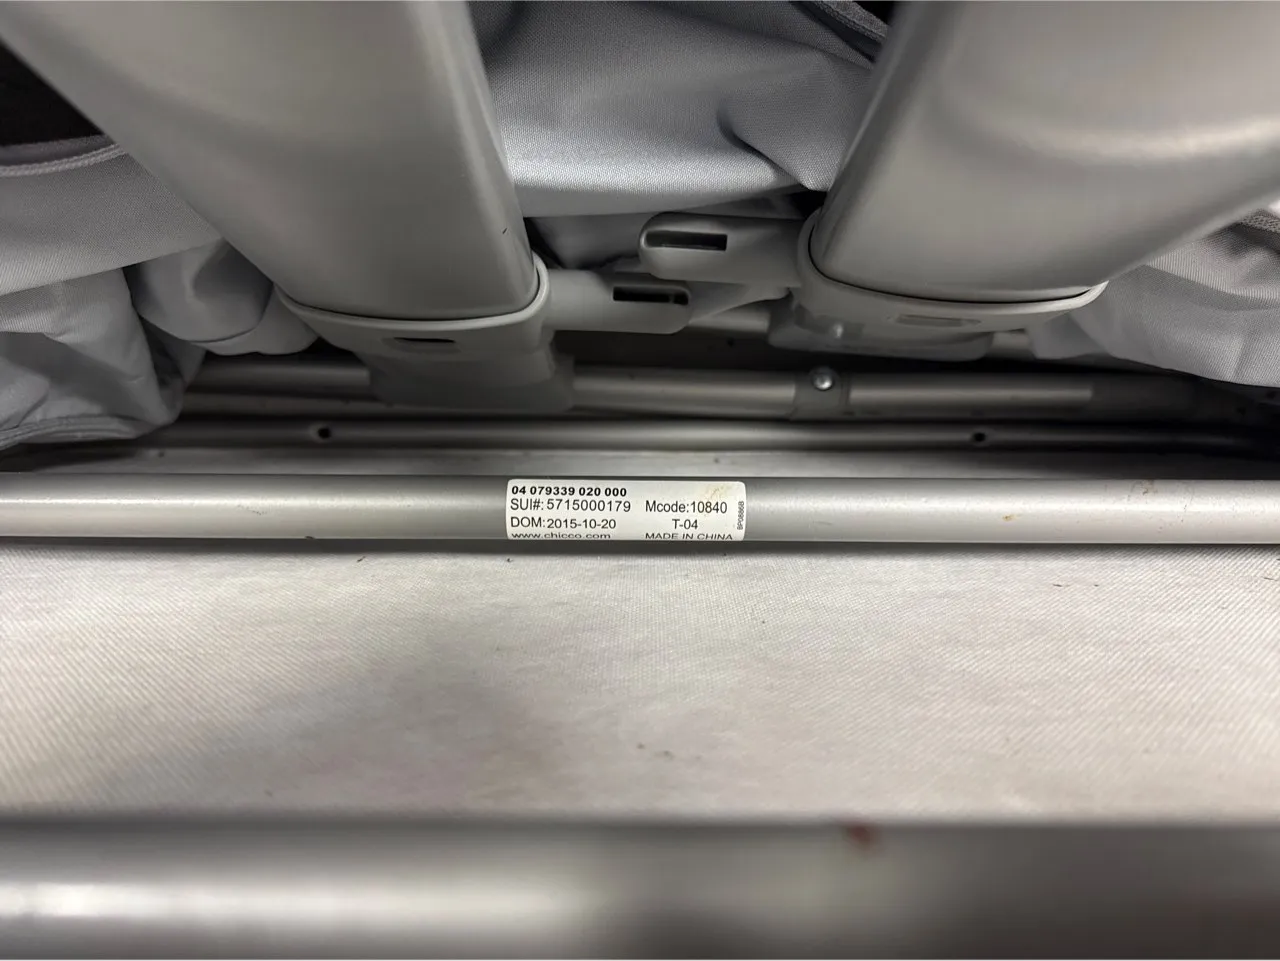 04 079339 020 000
SUI#: 5715000179 Mcode:10840
DOM: 2015-10-20 T-04
www.chicco.com MADE IN CHINA